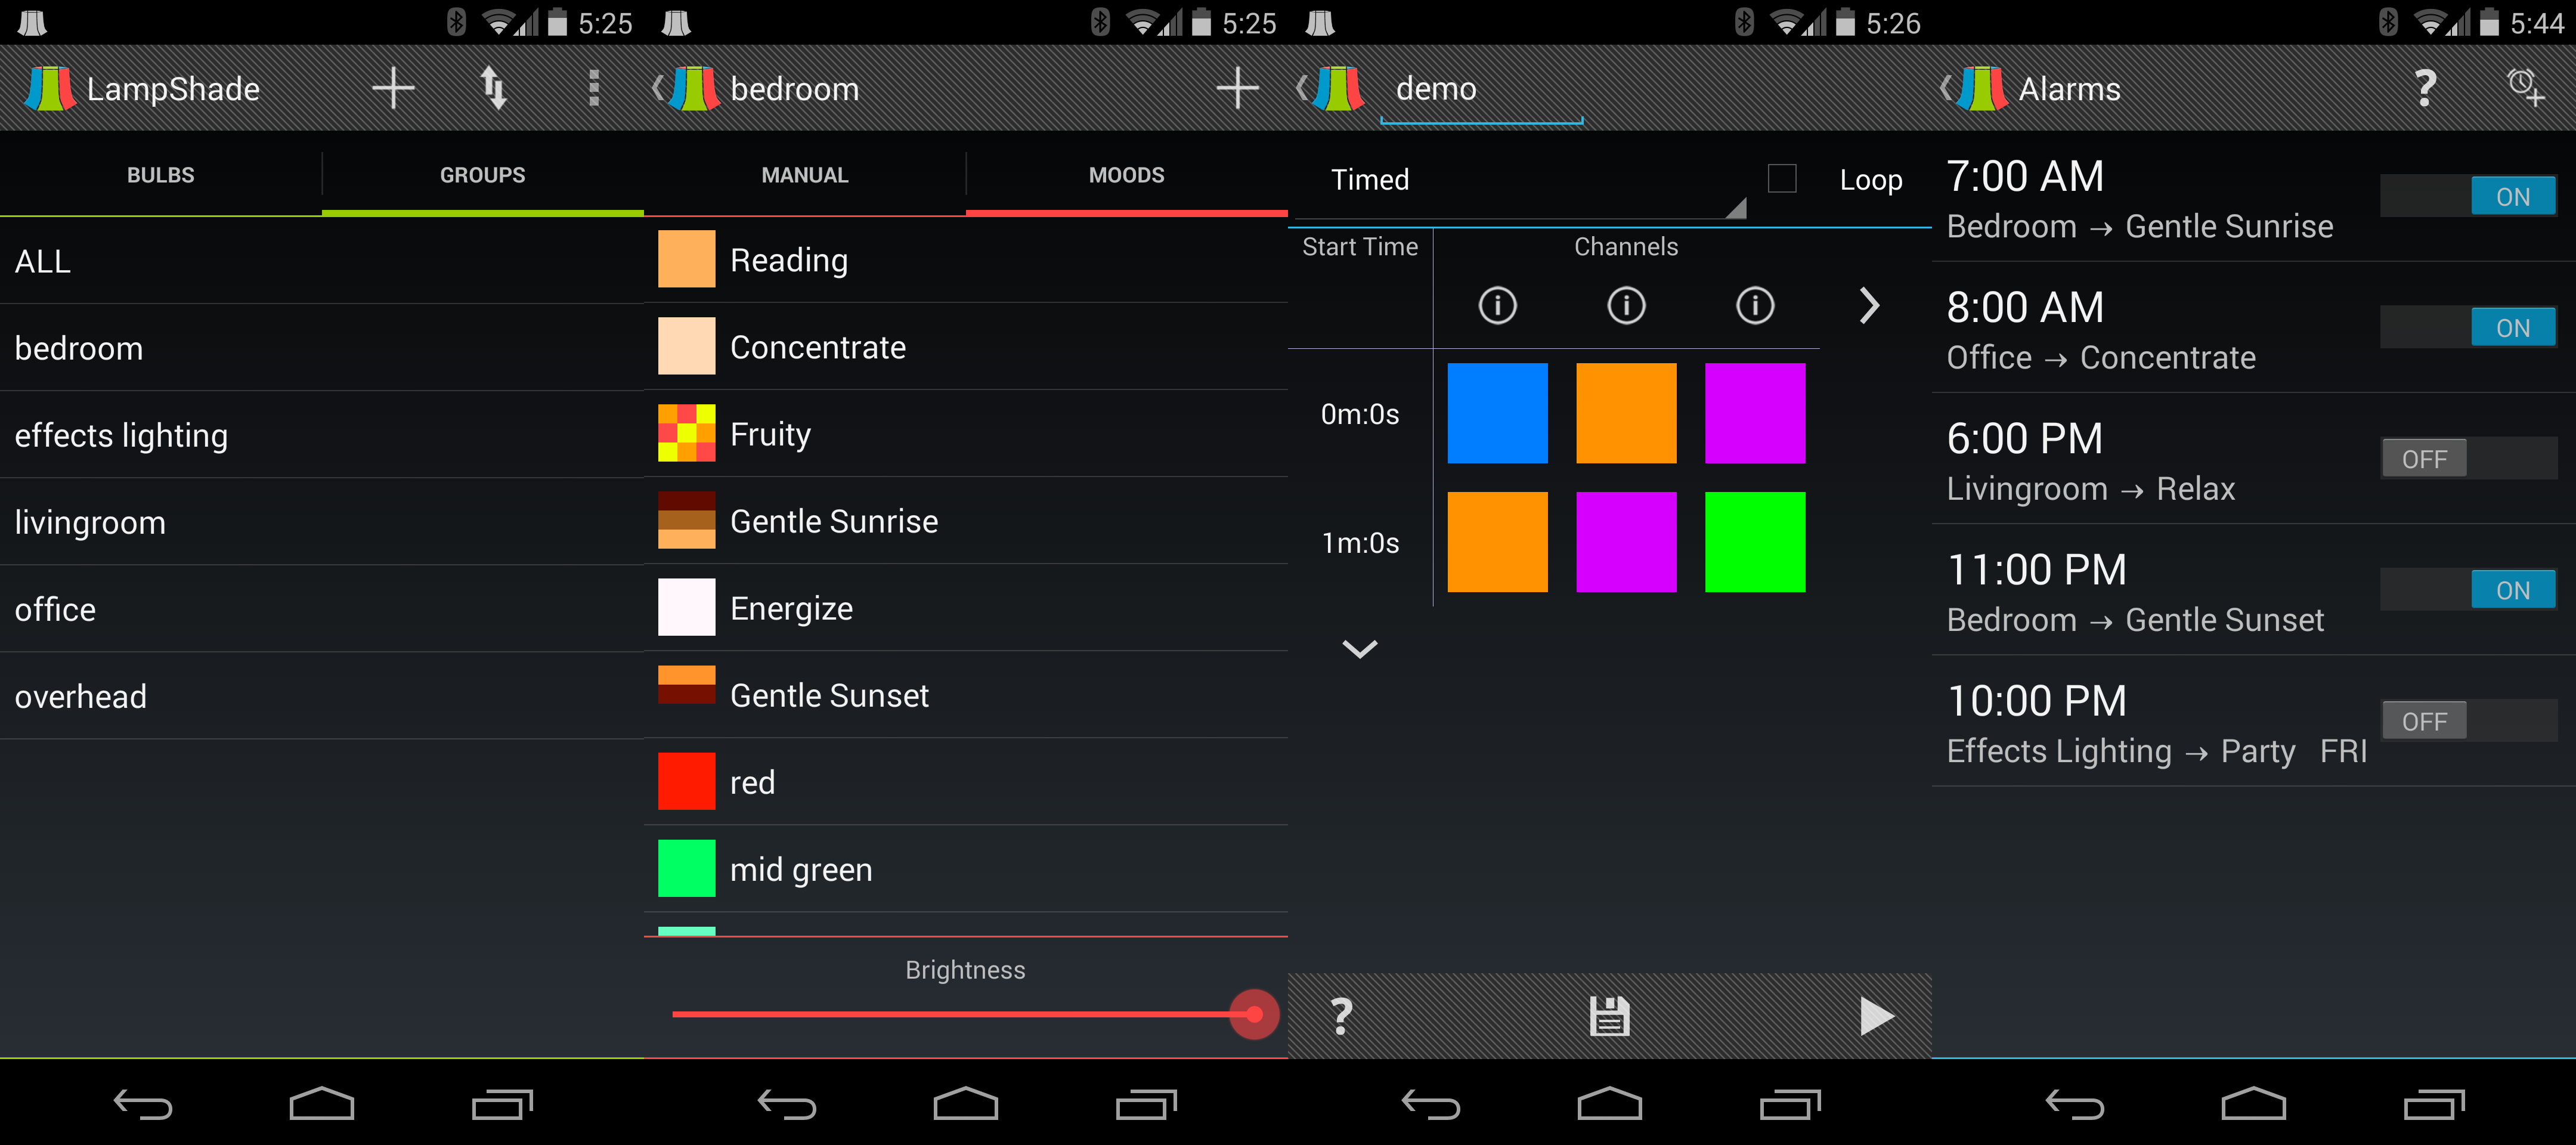 5:25
LampShade
BULBS GROUPS
ALL
bedroom
effects lighting
livingroom
office
overhead
5:25
bedroom
MANUAL MOODS
Reading
Concentrate
Fruity
Gentle Sunrise
Energize
Gentle Sunset
red
mid green
Brightness
5:26
demo
Timed Loop
Start Time Channels
0m:0s
1m:0s
?
5:44
Alarms ?
7:00 AM
ON
Bedroom → Gentle Sunrise
8:00 AM
ON
Office → Concentrate
6:00 PM
OFF
Livingroom → Relax
11:00 PM
ON
Bedroom → Gentle Sunset
10:00 PM
OFF
Effects Lighting → Party FRI